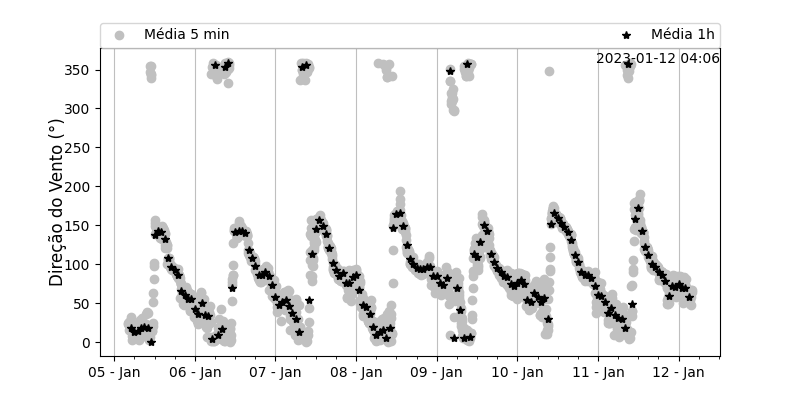 Média 5 min
Média 1h
2023-01-12 04:06
Direção do Vento (°)
350
300
250
200
150
100
50
0
05 - Jan
06 - Jan
07 - Jan
08 - Jan
09 - Jan
10 - Jan
11 - Jan
12 - Jan